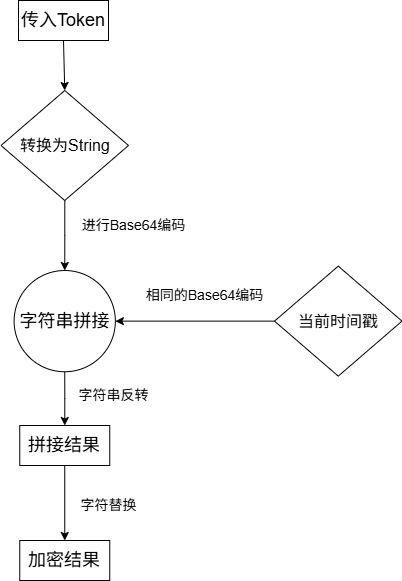 传入Token
转换为String
进行Base64编码
相同的Base64编码
字符串拼接
当前时间戳
字符串反转
拼接结果
字符替换
加密结果